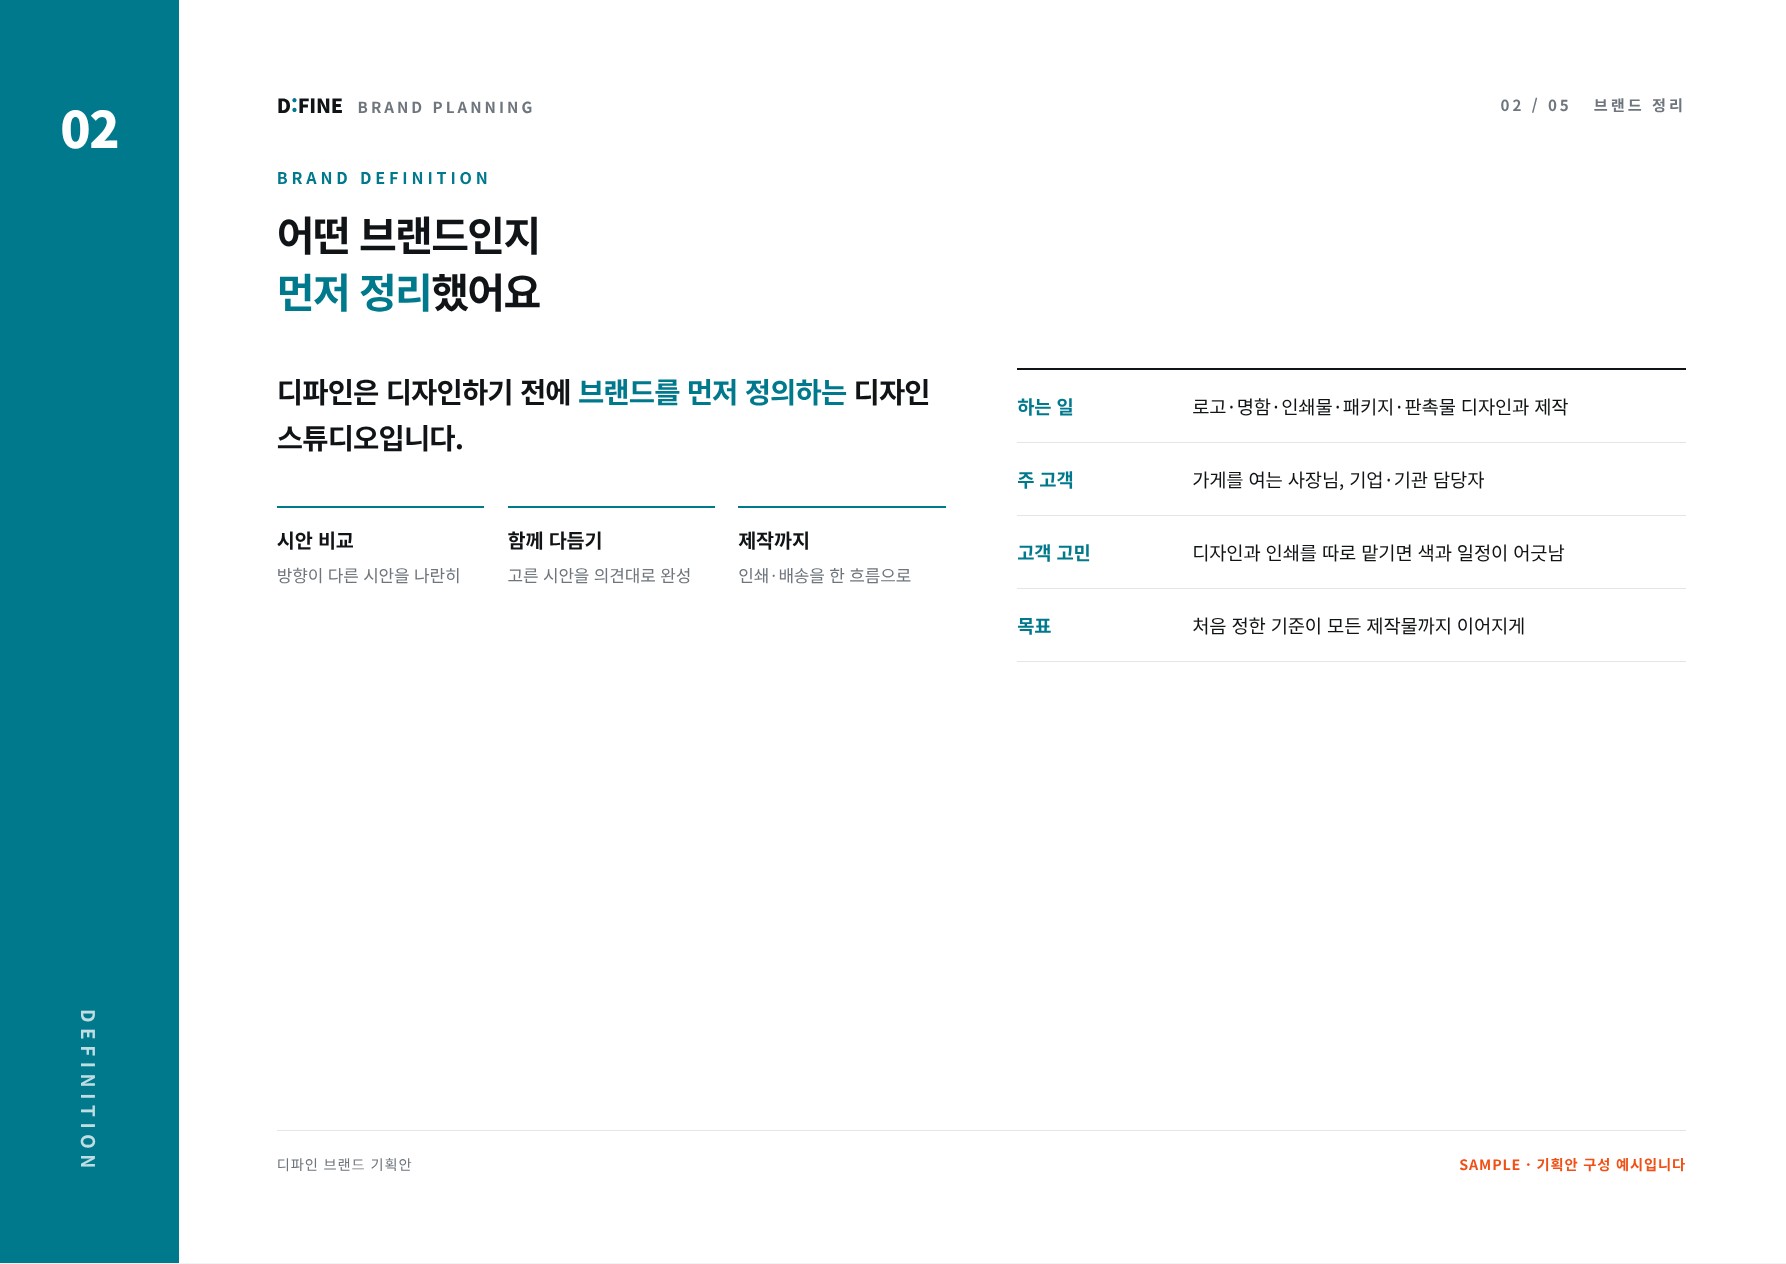 02
D:FINE BRAND PLANNING
02 / 05 브랜드 정리
BRAND DEFINITION
어떤 브랜드인지
먼저 정리했어요
디파인은 디자인하기 전에 브랜드를 먼저 정의하는 디자인
스튜디오입니다.
시안 비교
방향이 다른 시안을 나란히
함께 다듬기
고른 시안을 의견대로 완성
제작까지
인쇄·배송을 한 흐름으로
하는 일 로고·명함·인쇄물·패키지·판촉물 디자인과 제작
주 고객 가게를 여는 사장님, 기업·기관 담당자
고객 고민 디자인과 인쇄를 따로 맡기면 색과 일정이 어긋남
목표 처음 정한 기준이 모든 제작물까지 이어지게
DEFINITION
디파인 브랜드 기획안
SAMPLE · 기획안 구성 예시입니다